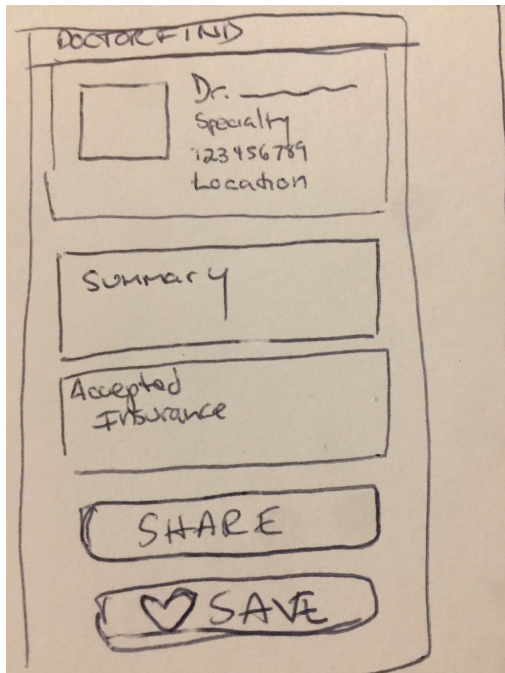 DOCTORFIND
Dr.
Specialty
123456789
Location
Summary
Accepted
Insurance
SHARE
SAVE